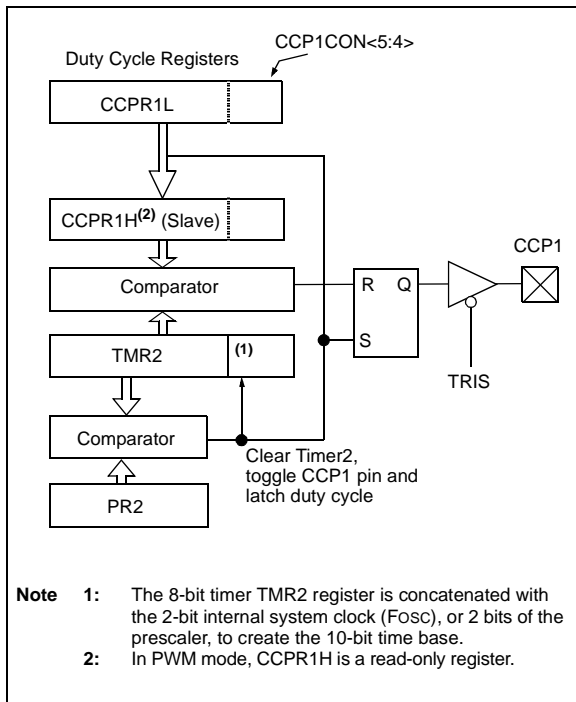 CCP1CON<5:4>
Duty Cycle Registers
CCPR1L
CCPR1H(2) (Slave)
CCP1
Comparator
R Q
TMR2
(1)
S
TRIS
Comparator
Clear Timer2,
toggle CCP1 pin and
latch duty cycle
PR2
Note 1: The 8-bit timer TMR2 register is concatenated with
the 2-bit internal system clock (FOSC), or 2 bits of the
prescaler, to create the 10-bit time base.
2: In PWM mode, CCPR1H is a read-only register.